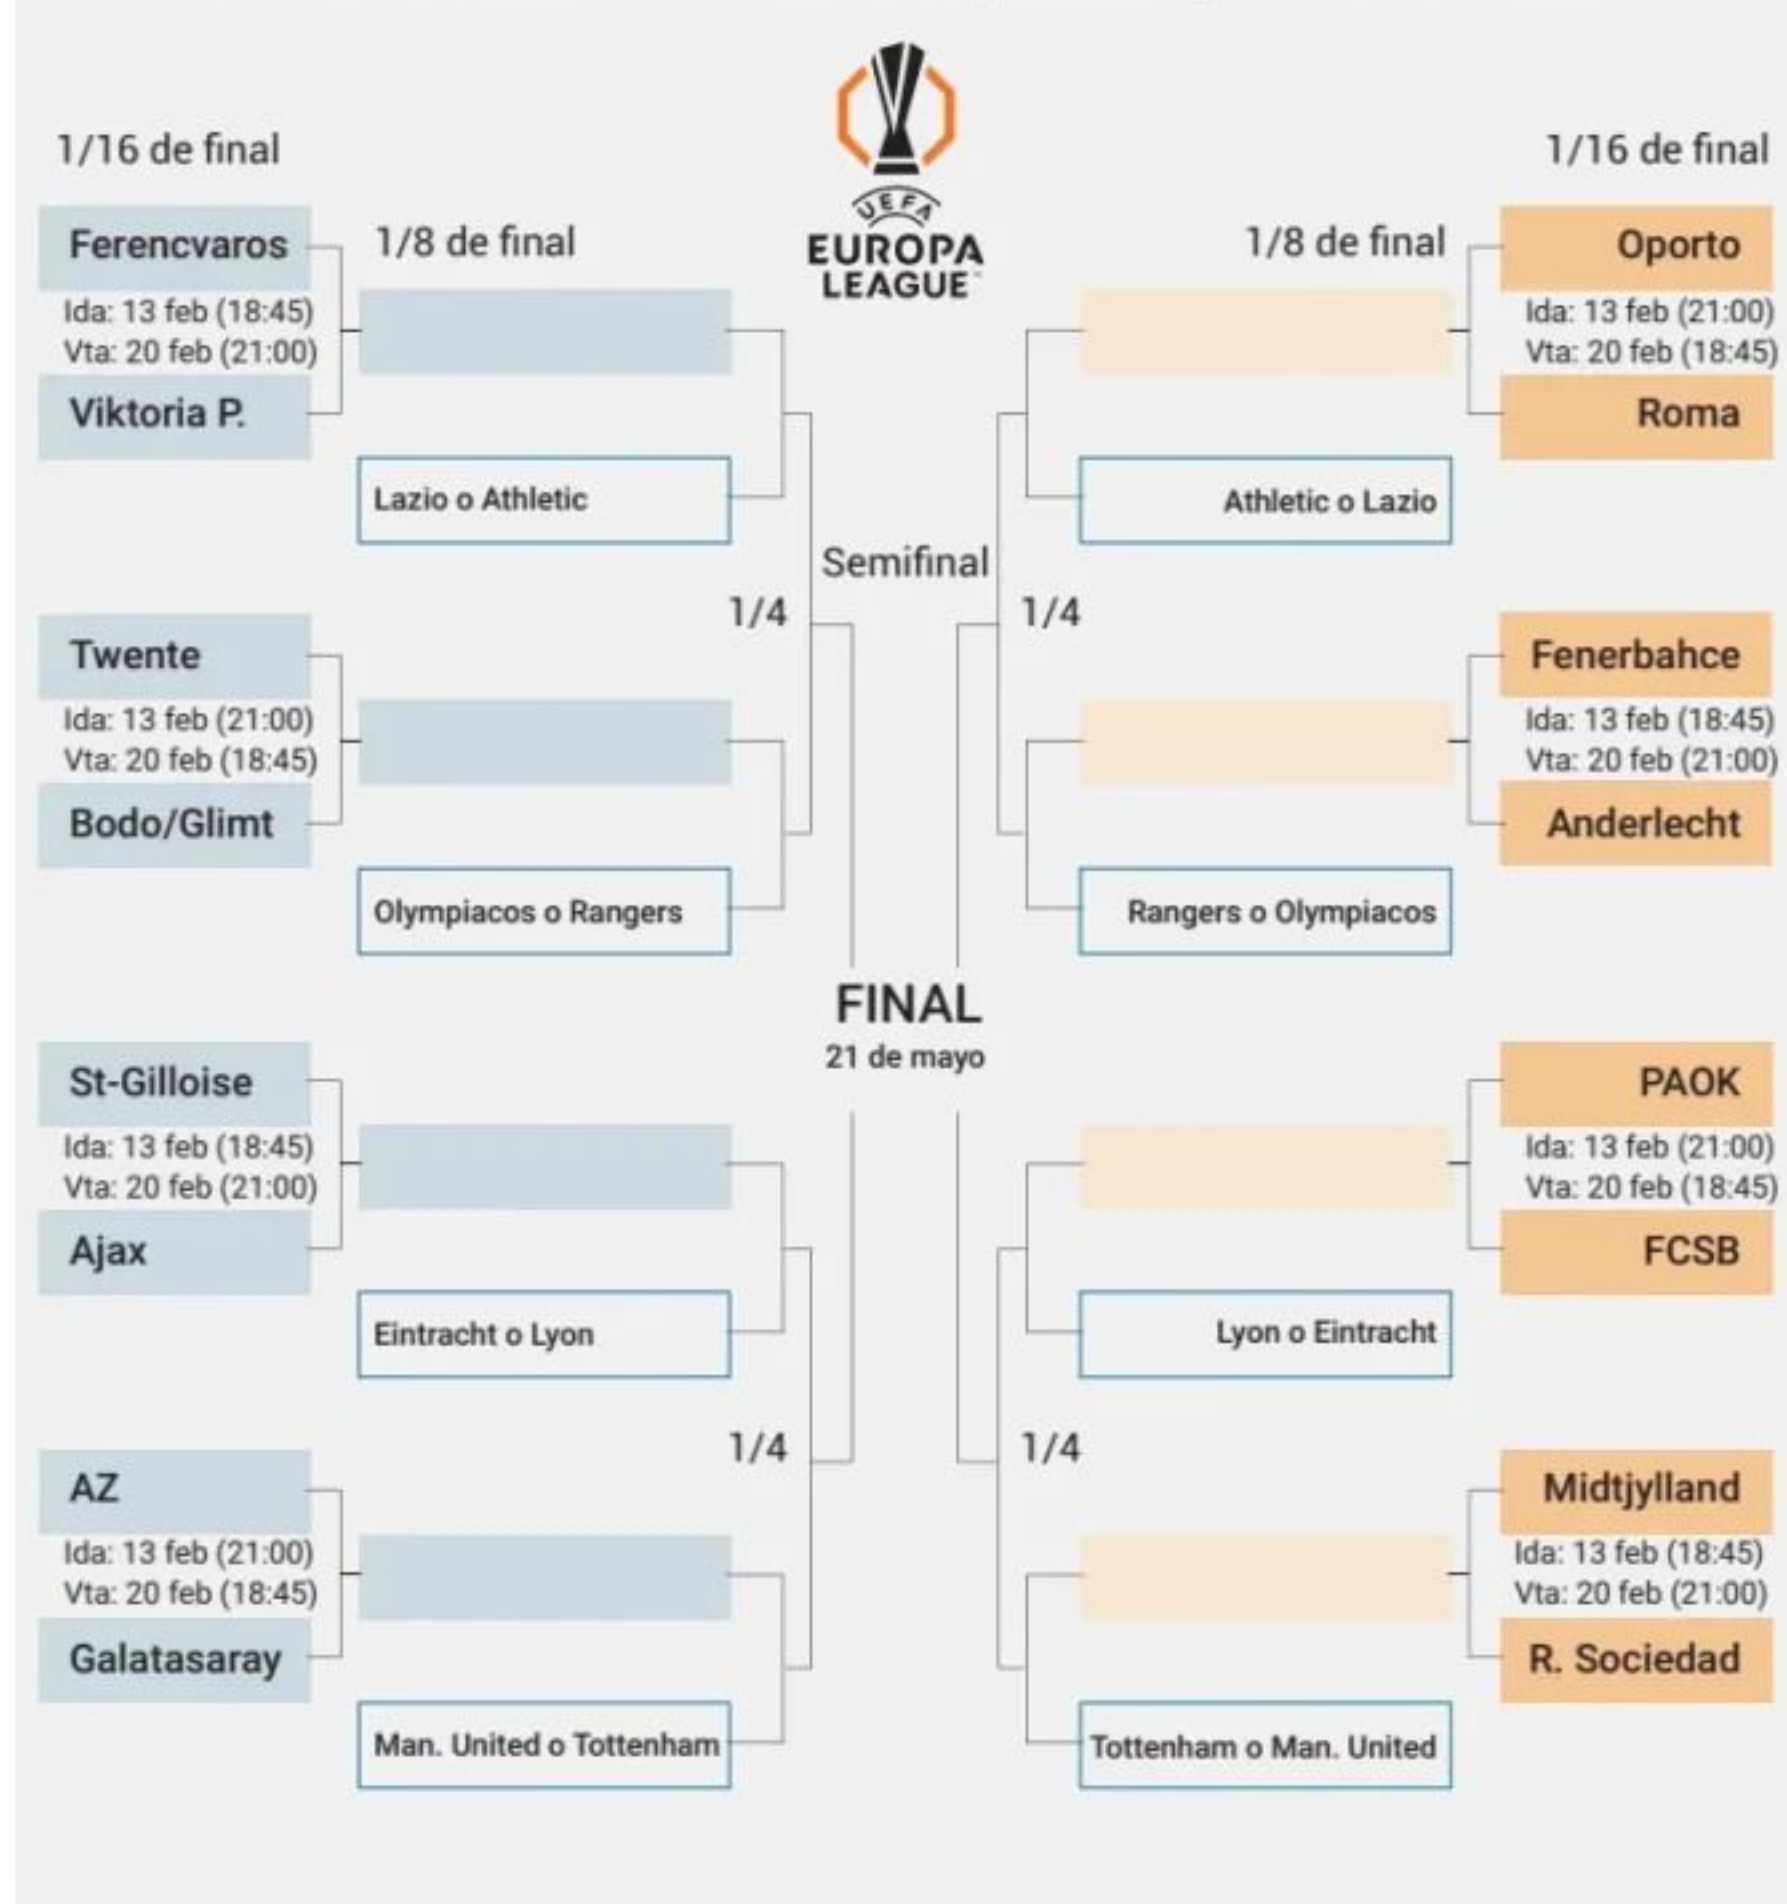 1/16 de final
1/16 de final
UEFA
EUROPA
LEAGUE
1/8 de final
1/8 de final
Ferencvaros
Ida: 13 feb (18:45)
Vta: 20 feb (21:00)
Viktoria P.
Lazio o Athletic
Oporto
Ida: 13 feb (21:00)
Vta: 20 feb (18:45)
Roma
Athletic o Lazio
Semifinal
1/4
1/4
Twente
Ida: 13 feb (21:00)
Vta: 20 feb (18:45)
Bodo/Glimt
Olympiacos o Rangers
Fenerbahce
Ida: 13 feb (18:45)
Vta: 20 feb (21:00)
Anderlecht
Rangers o Olympiacos
FINAL
21 de mayo
St-Gilloise
Ida: 13 feb (18:45)
Vta: 20 feb (21:00)
Ajax
Eintracht o Lyon
PAOK
Ida: 13 feb (21:00)
Vta: 20 feb (18:45)
FCSB
Lyon o Eintracht
1/4
1/4
AZ
Ida: 13 feb (21:00)
Vta: 20 feb (18:45)
Galatasaray
Man. United o Tottenham
Midtjylland
Ida: 13 feb (18:45)
Vta: 20 feb (21:00)
R. Sociedad
Tottenham o Man. United